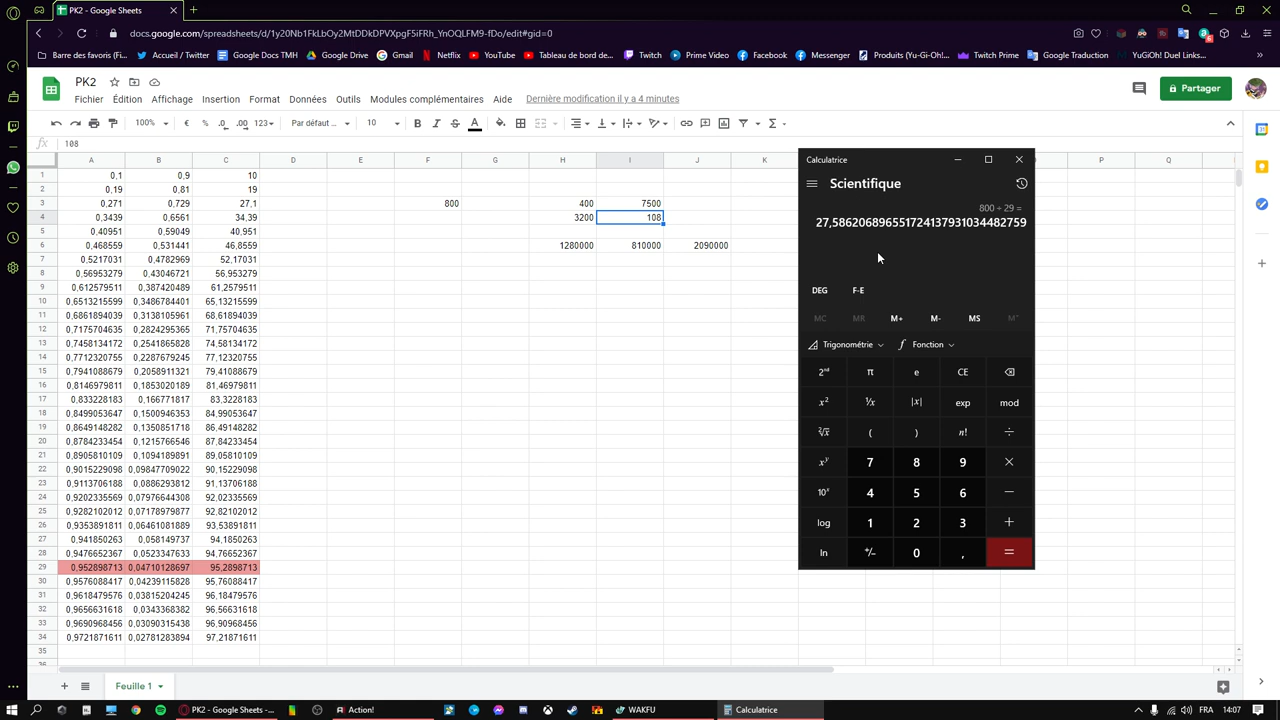 PK2 - Google Sheets
docs.google.com/spreadsheets/d/1y20Nb1FkLbOy2MtDDkDPVXpgF5iFRh_YnOQLFM9-fDo/edit#gid=0
Barre des favoris (Fi...
Accueil / Twitter
Google Docs MTM
Google Drive
YouTube
Twitch
Prime Video
Facebook
Messenger
Produits (Yu-Gi-Oh!)
Twitch Prime
Google Traduction
YuGiOh! Duel Links...
PK2
Fichier Édition Affichage Insertion Format Données Outils Modules complémentaires Aide Dernière modification il y a 4 minutes
Partager
100% € % .0 .00 123 Par défaut ... 10 B I S A
fx 108
A B C D E F G H I J K P Q
1 0,1 0,9 10
2 0,19 0,81 19
3 0,271 0,729 27,1 800 400 7500
4 0,3439 0,6561 34,39 3200 108
5 0,40951 0,59049 40,951
6 0,468559 0,531441 46,8559 1280000 810000 2090000
7 0,5217031 0,4782969 52,17031
8 0,56953279 0,43046721 56,953279
9 0,612579511 0,387420489 61,2579511
10 0,6513215599 0,3486784401 65,13215599
11 0,6861894039 0,3138105961 68,61894039
12 0,7175704635 0,2824295365 71,75704635
13 0,7458134172 0,2541865828 74,58134172
14 0,7712320755 0,2287679245 77,12320755
15 0,7941088679 0,2058911321 79,41088679
16 0,8146979811 0,1853020189 81,46979811
17 0,833228183 0,166771817 83,3228183
18 0,8499053647 0,1500946353 84,99053647
19 0,8649148282 0,1350851718 86,49148282
20 0,8784233454 0,1215766546 87,84233454
21 0,8905810109 0,1094189891 89,05810109
22 0,9015229098 0,09847709022 90,15229098
23 0,9113706188 0,0886293812 91,13706188
24 0,9202335569 0,07976644308 92,02335569
25 0,9282102012 0,07178979877 92,82102012
26 0,9353891811 0,06461081889 93,53891811
27 0,941850263 0,058149737 94,1850263
28 0,9476652367 0,0523347633 94,76652367
29 0,952898713 0,04710128697 95,2898713
30 0,9576088417 0,04239115828 95,76088417
31 0,9618479576 0,03815204245 96,18479576
32 0,9656631618 0,0343368382 96,56631618
33 0,9690968456 0,03090315438 96,90968456
34 0,9721871611 0,02781283894 97,21871611
35
36
Calculatrice
Scientifique
800 ÷ 29 =
27,586206896551724137931034482759
DEG F-E
MC MR M+ M- MS M˅
Trigonométrie Fonction
2ⁿᵈ π e CE
x² ¹/x |x| exp mod
²√x ( ) n! ÷
xʸ 7 8 9 ×
10ˣ 4 5 6 −
log 1 2 3 +
ln +/− 0 , =
Feuille 1
PK2 - Google Sheets -...
Action!
WAKFU
Calculatrice
FR 14:07